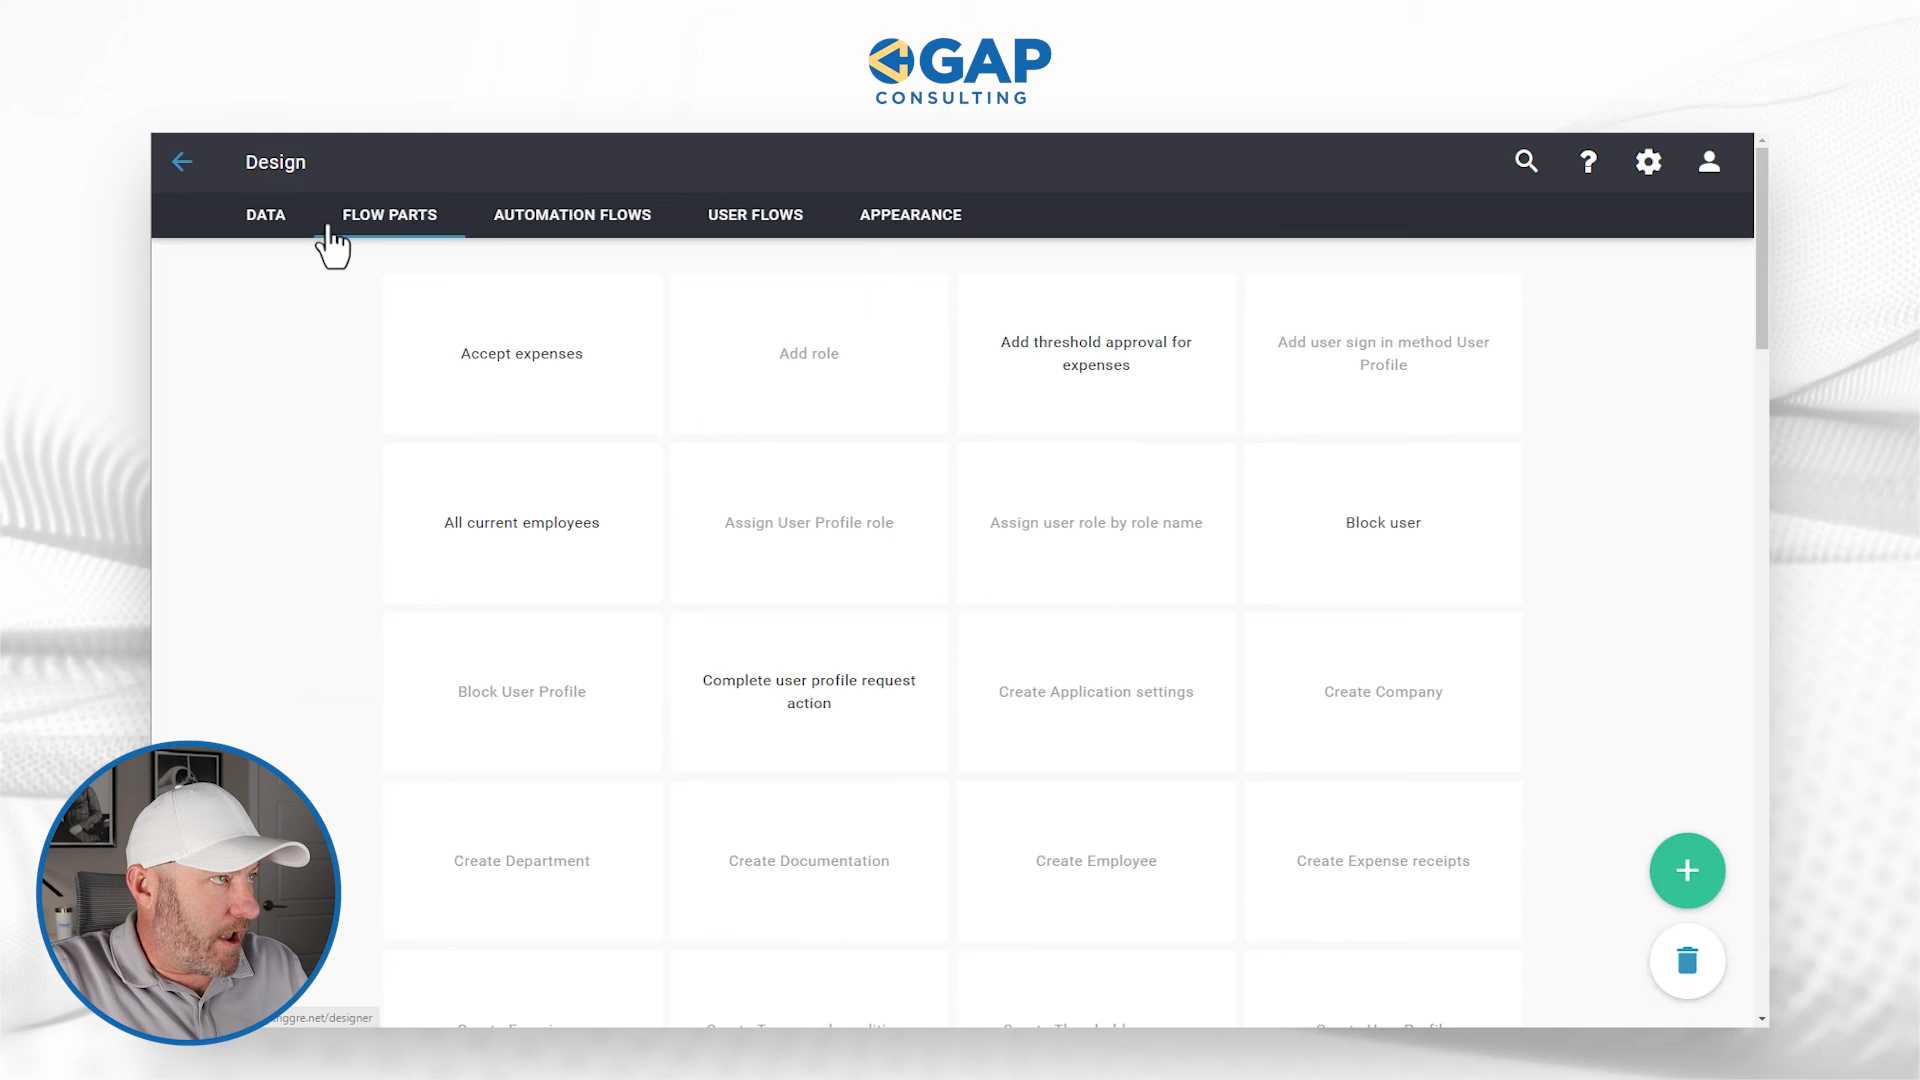 GAP
CONSULTING
Design
DATA
FLOW PARTS
AUTOMATION FLOWS
USER FLOWS
APPEARANCE
Accept expenses
Add role
Add threshold approval for
expenses
Add user sign in method User
Profile
All current employees
Assign User Profile role
Assign user role by role name
Block user
Block User Profile
Complete user profile request
action
Create Application settings
Create Company
Create Department
Create Documentation
Create Employee
Create Expense receipts
riggre.net/designer